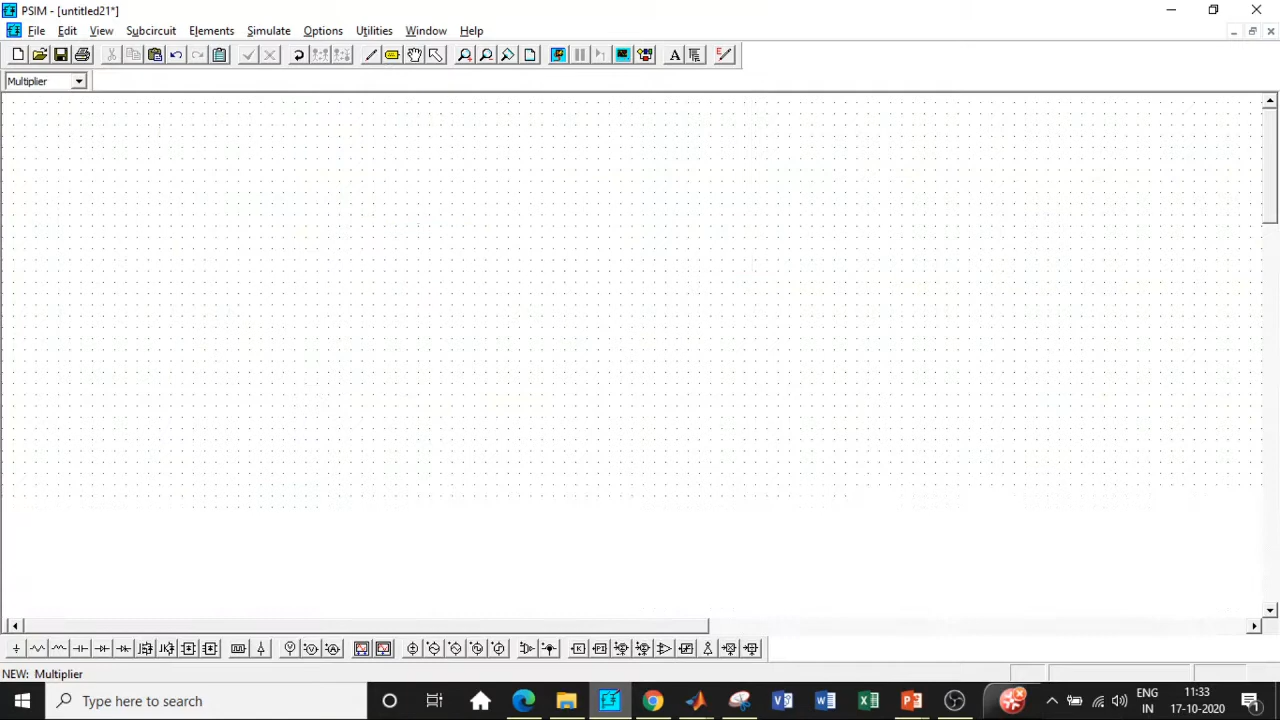 PSIM - [untitled21*]
File Edit View Subcircuit Elements Simulate Options Utilities Window Help
Multiplier
NEW: Multiplier
Type here to search
ENG
IN
11:33
17-10-2020